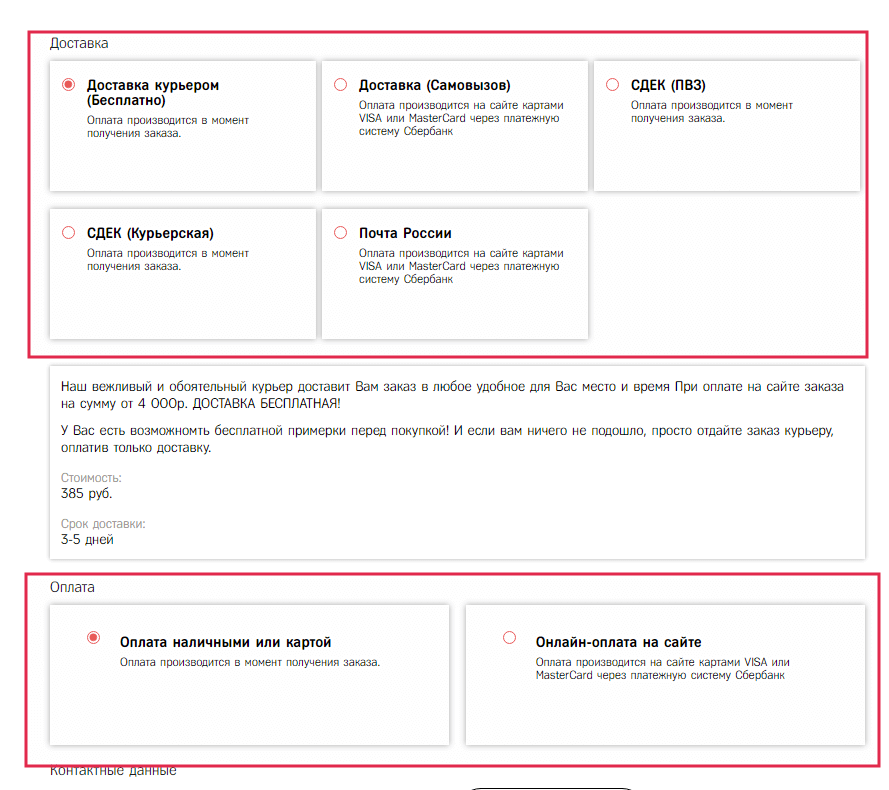 Доставка
Доставка курьером
(Бесплатно)
Оплата производится в момент
получения заказа.
Доставка (Самовызов)
Оплата производится на сайте картами
VISA или MasterCard через платежную
систему Сбербанк
СДЕК (ПВЗ)
Оплата производится в момент
получения заказа.
СДЕК (Курьерская)
Оплата производится в момент
получения заказа.
Почта России
Оплата производится на сайте картами
VISA или MasterCard через платежную
систему Сбербанк
Наш вежливый и обоятельный курьер доставит Вам заказ в любое удобное для Вас место и время При оплате на сайте заказа
на сумму от 4 000р. ДОСТАВКА БЕСПЛАТНАЯ!
У Вас есть возможномть бесплатной примерки перед покупкой! И если вам ничего не подошло, просто отдайте заказ курьеру,
оплатив только доставку.
Стоимость:
385 руб.
Срок доставки:
3-5 дней
Оплата
Оплата наличными или картой
Оплата производится в момент получения заказа.
Онлайн-оплата на сайте
Оплата производится на сайте картами VISA или
MasterCard через платежную систему Сбербанк
Контактные данные